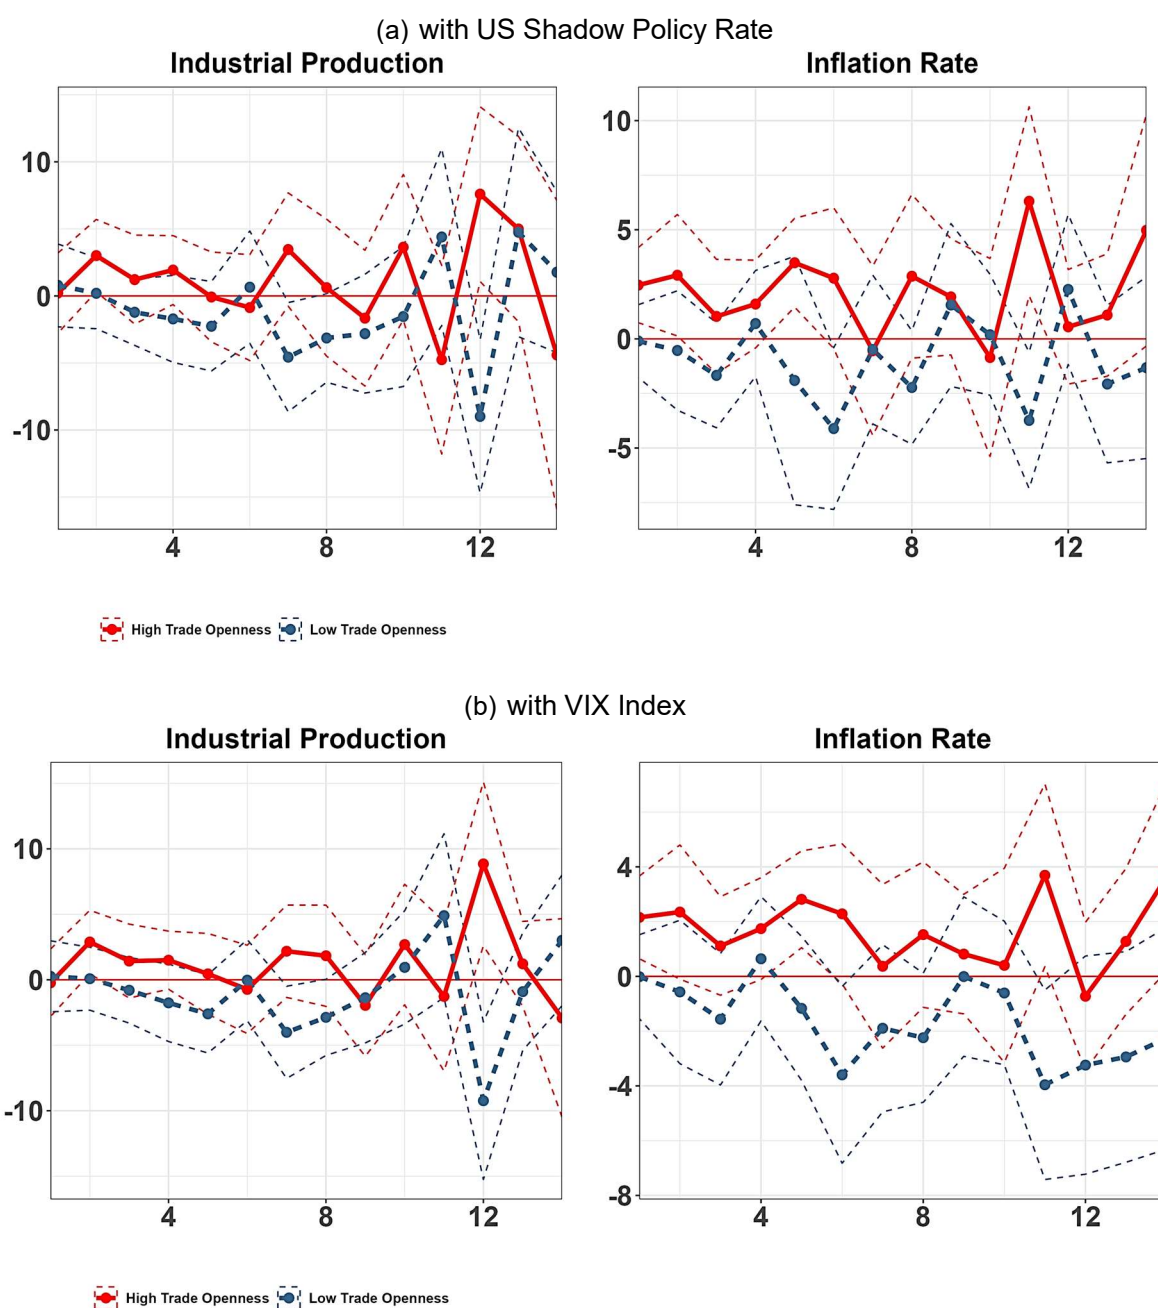 (a) with US Shadow Policy Rate
Industrial Production
10
0
-10
4 8 12
Inflation Rate
10
5
0
-5
4 8 12
High Trade Openness Low Trade Openness
(b) with VIX Index
Industrial Production
10
0
-10
4 8 12
Inflation Rate
4
0
-4
-8
4 8 12
High Trade Openness Low Trade Openness